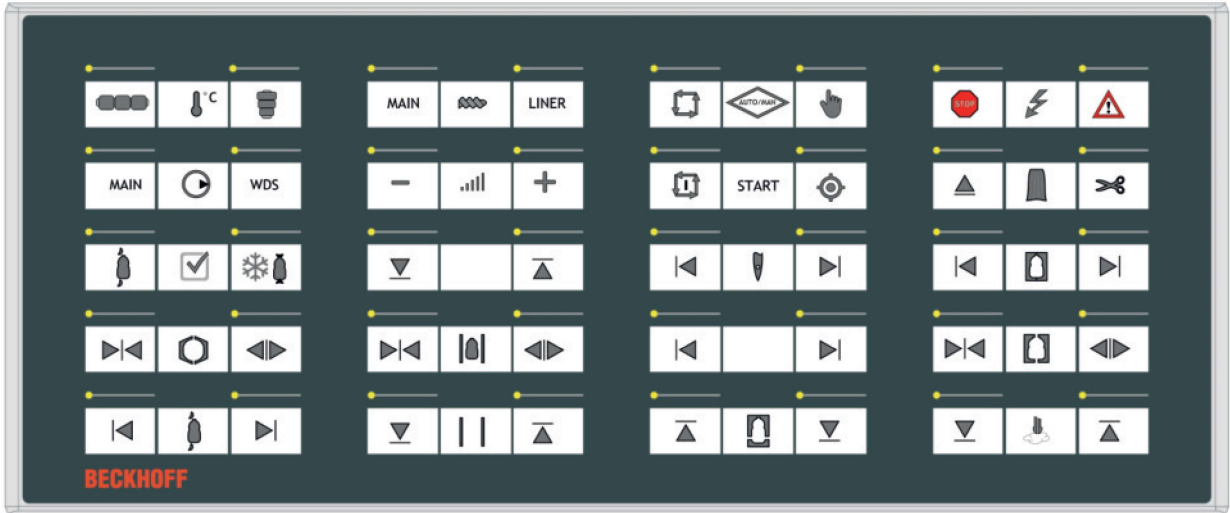 °C
MAIN LINER
AUTO/MAN
STOP
MAIN WDS
START
BECKHOFF